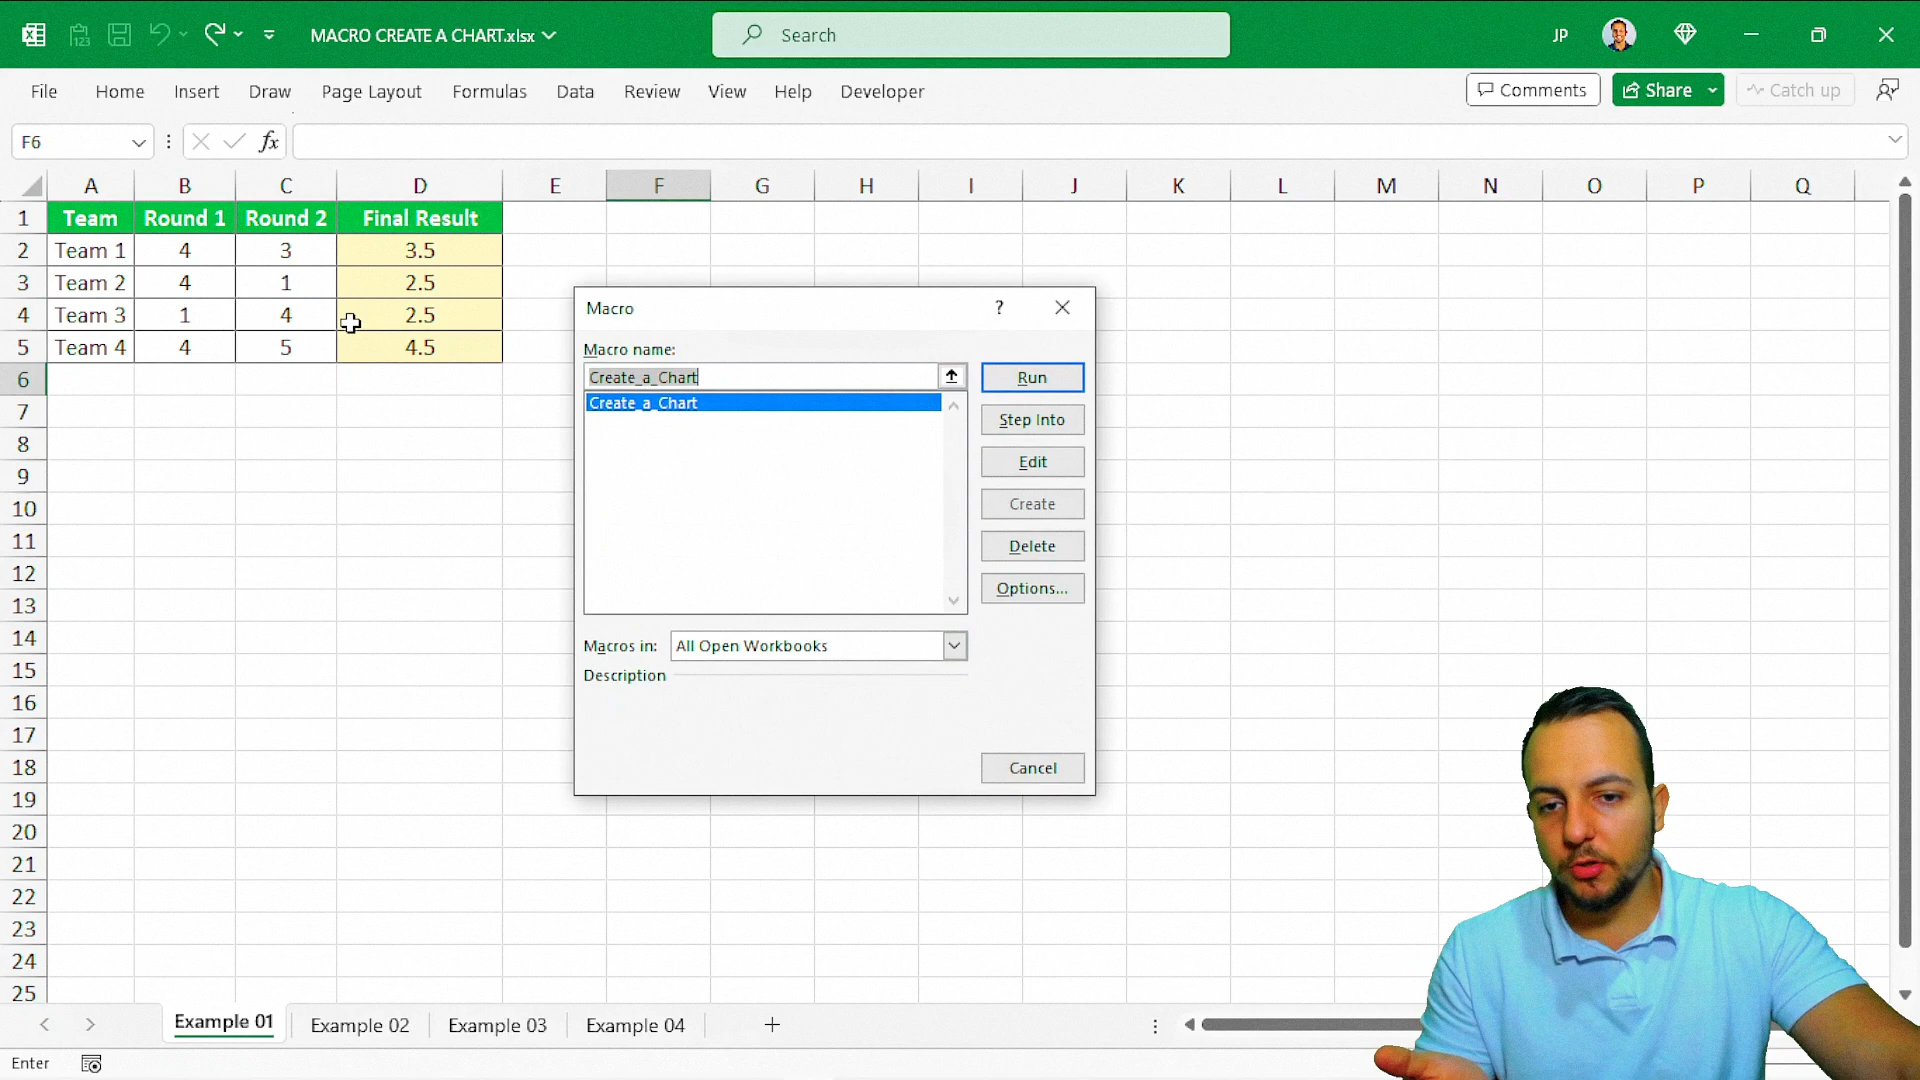 MACRO CREATE A CHART.xlsx
Search
JP
File Home Insert Draw Page Layout Formulas Data Review View Help Developer
Comments
Share
Catch up
F6
fx
A B C D E F G H I J K L M N O P Q
1 Team Round 1 Round 2 Final Result
2 Team 1 4 3 3.5
3 Team 2 4 1 2.5
4 Team 3 1 4 2.5
5 Team 4 4 5 4.5
6
7
8
9
10
11
12
13
14
15
16
17
18
19
20
21
22
23
24
25
Macro ?
Macro name:
Create_a_Chart
Create_a_Chart
Run
Step Into
Edit
Create
Delete
Options...
Macros in: All Open Workbooks
Description
Cancel
Example 01 Example 02 Example 03 Example 04
Enter